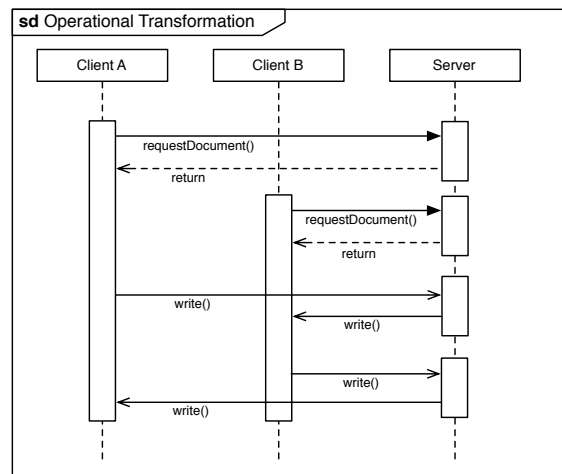 sd Operational Transformation
Client A
Client B
Server
requestDocument()
return
requestDocument()
return
write()
write()
write()
write()